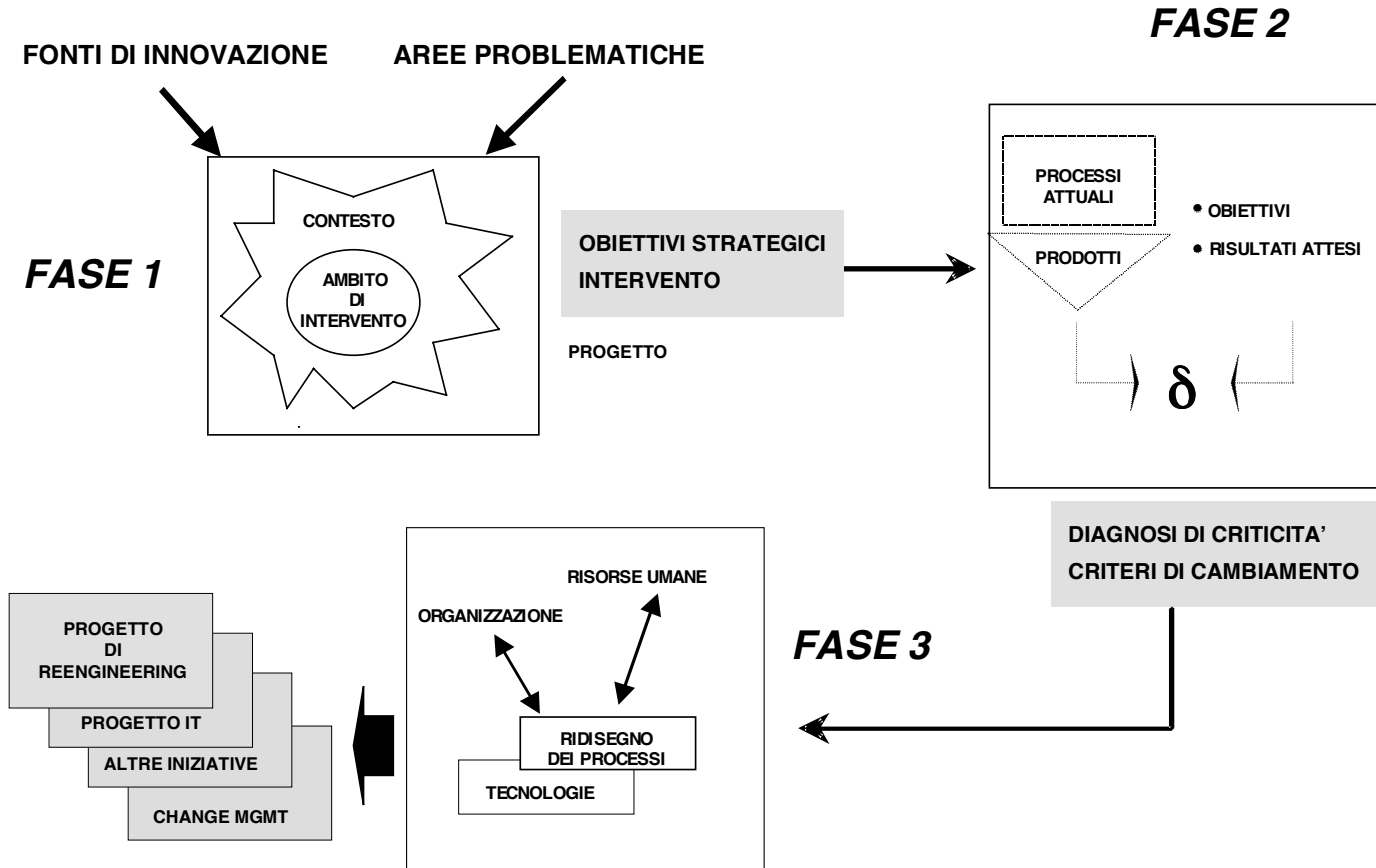 FASE 2
FONTI DI INNOVAZIONE
AREE PROBLEMATICHE
FASE 1
CONTESTO
AMBITO
DI
INTERVENTO
OBIETTIVI STRATEGICI
INTERVENTO
PROGETTO
PROCESSI
ATTUALI
PRODOTTI
• OBIETTIVI
• RISULTATI ATTESI
δ
DIAGNOSI DI CRITICITA’
CRITERI DI CAMBIAMENTO
FASE 3
RISORSE UMANE
ORGANIZZAZIONE
RIDISEGNO
DEI PROCESSI
TECNOLOGIE
PROGETTO
DI
REENGINEERING
PROGETTO IT
ALTRE INIZIATIVE
CHANGE MGMT